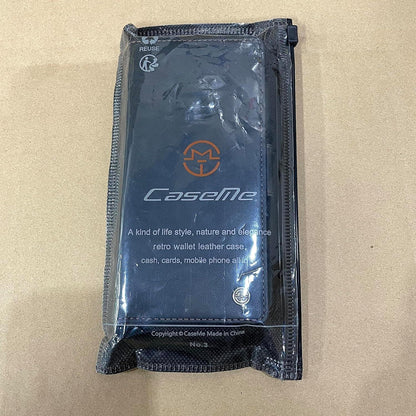 REUSE
CaseMe
A kind of life style, nature and elegance
retro wallet leather case,
cash, cards, mobile phone all in
Copyright © CaseMe Made in China
No.3